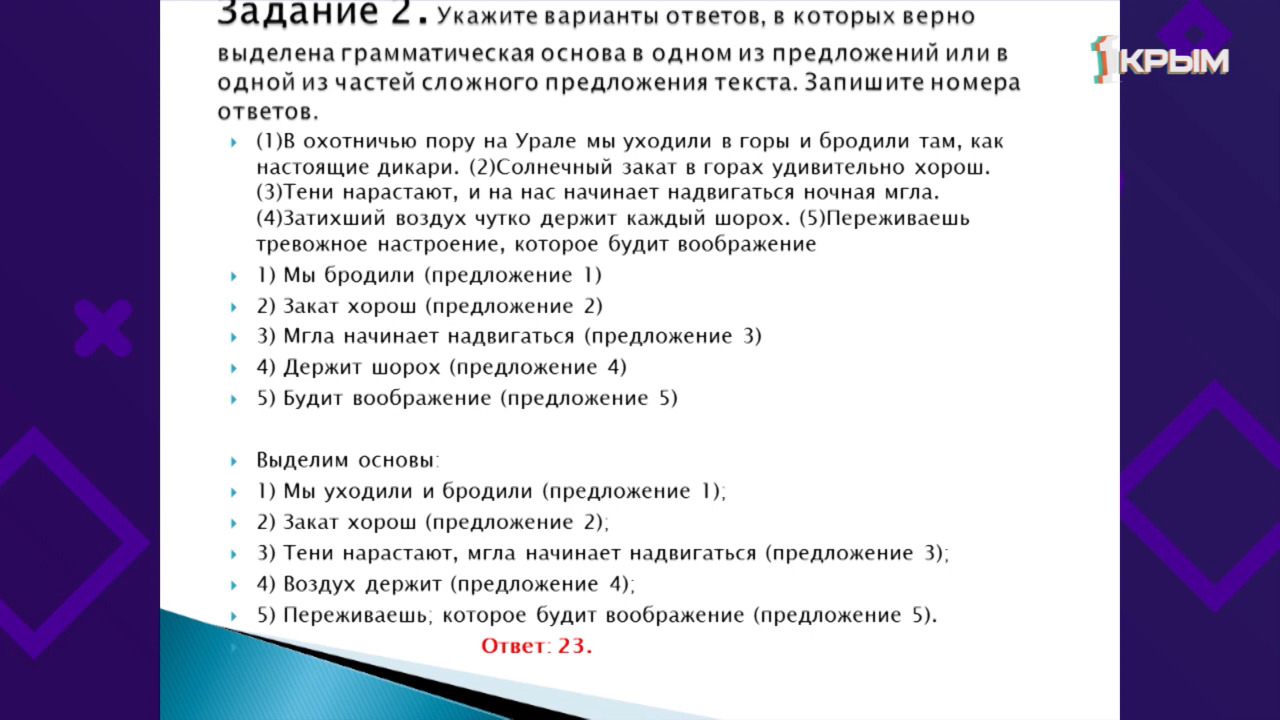 Задание 2. Укажите варианты ответов, в которых верно
выделена грамматическая основа в одном из предложений или в
одной из частей сложного предложения текста. Запишите номера
ответов.
1КРЫМ
(1)В охотничью пору на Урале мы уходили в горы и бродили там, как
настоящие дикари. (2)Солнечный закат в горах удивительно хорош.
(3)Тени нарастают, и на нас начинает надвигаться ночная мгла.
(4)Затихший воздух чутко держит каждый шорох. (5)Переживаешь
тревожное настроение, которое будит воображение
1) Мы бродили (предложение 1)
2) Закат хорош (предложение 2)
3) Мгла начинает надвигаться (предложение 3)
4) Держит шорох (предложение 4)
5) Будит воображение (предложение 5)
Выделим основы:
1) Мы уходили и бродили (предложение 1);
2) Закат хорош (предложение 2);
3) Тени нарастают, мгла начинает надвигаться (предложение 3);
4) Воздух держит (предложение 4);
5) Переживаешь; которое будит воображение (предложение 5).
Ответ: 23.